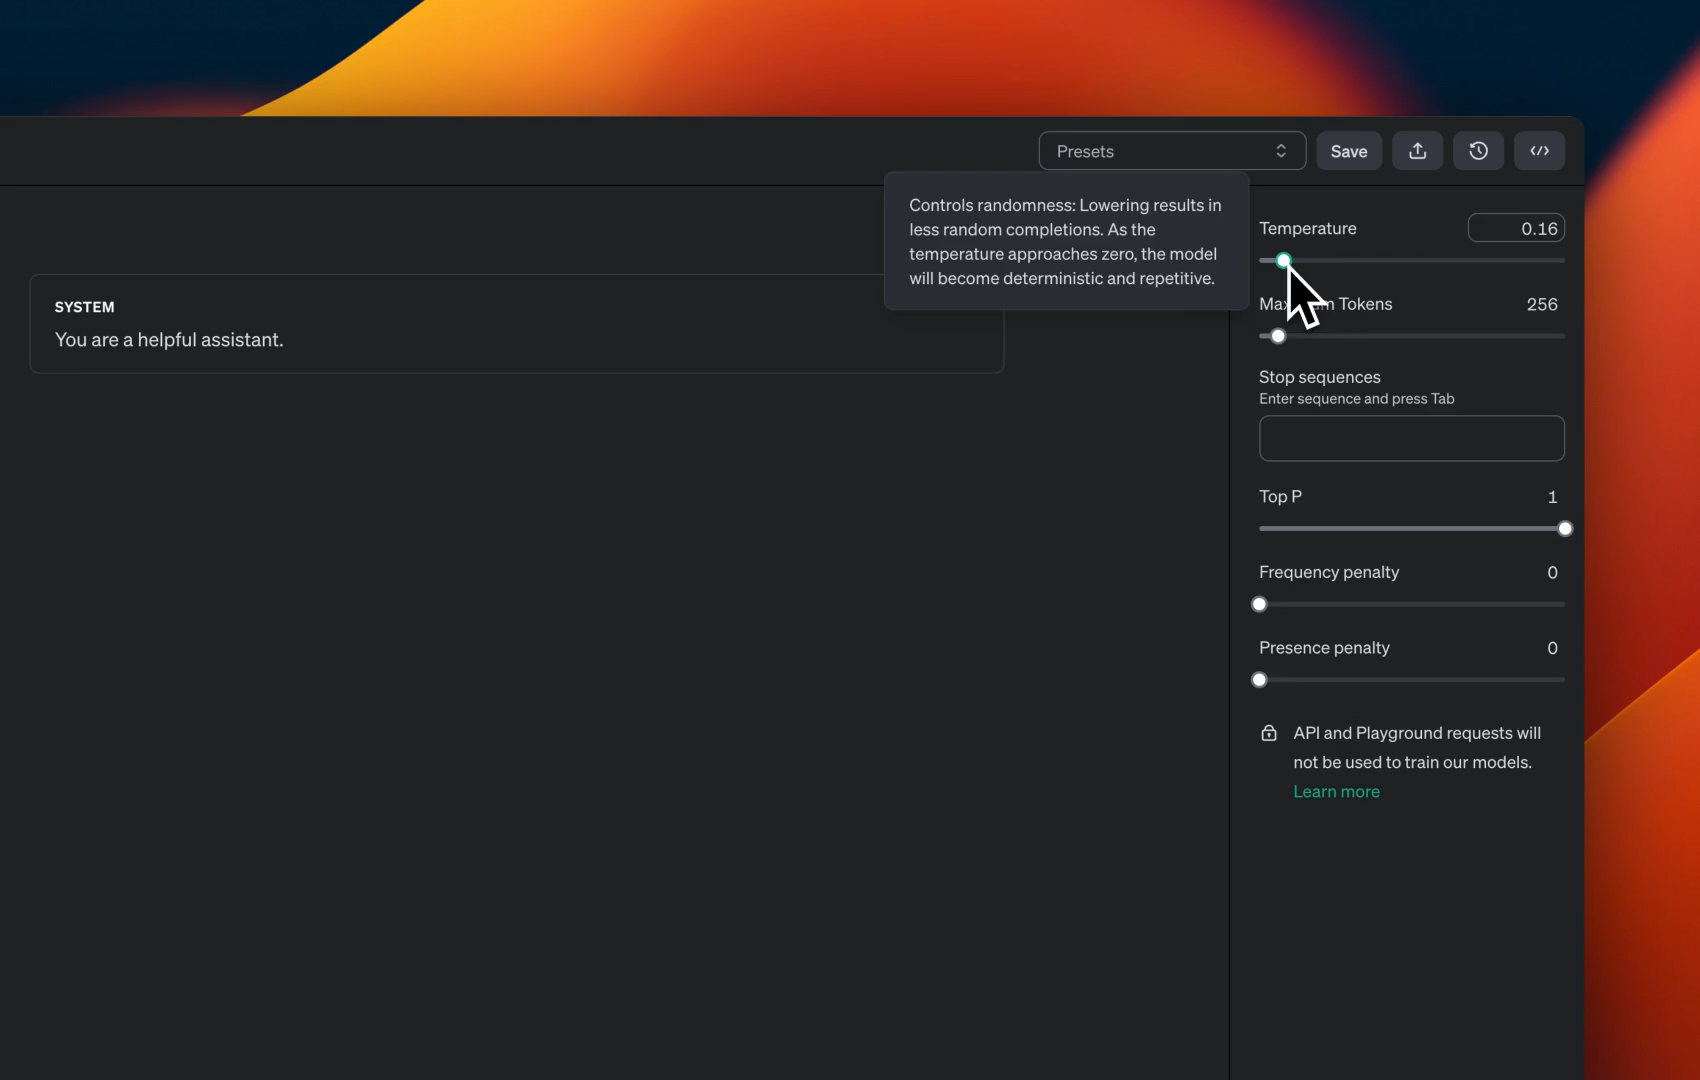 Presets
Save
Controls randomness: Lowering results in
less random completions. As the
temperature approaches zero, the model
will become deterministic and repetitive.
Temperature
0.16
Tokens
256
SYSTEM
You are a helpful assistant.
Stop sequences
Enter sequence and press Tab
Top P
1
Frequency penalty
0
Presence penalty
0
API and Playground requests will
not be used to train our models.
Learn more